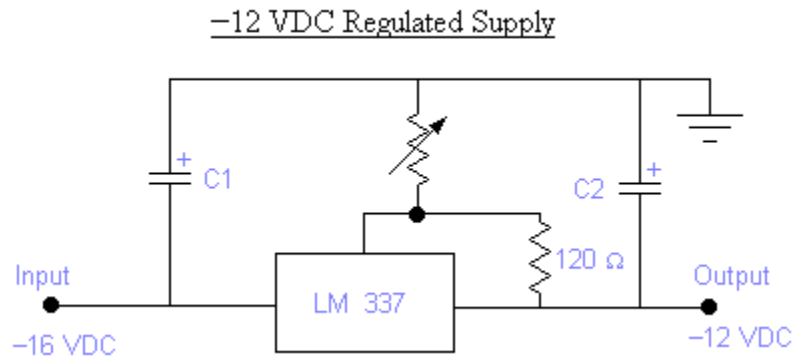 −12 VDC Regulated Supply
+
C1
C2
+
120 Ω
Input
LM 337
Output
−16 VDC
−12 VDC